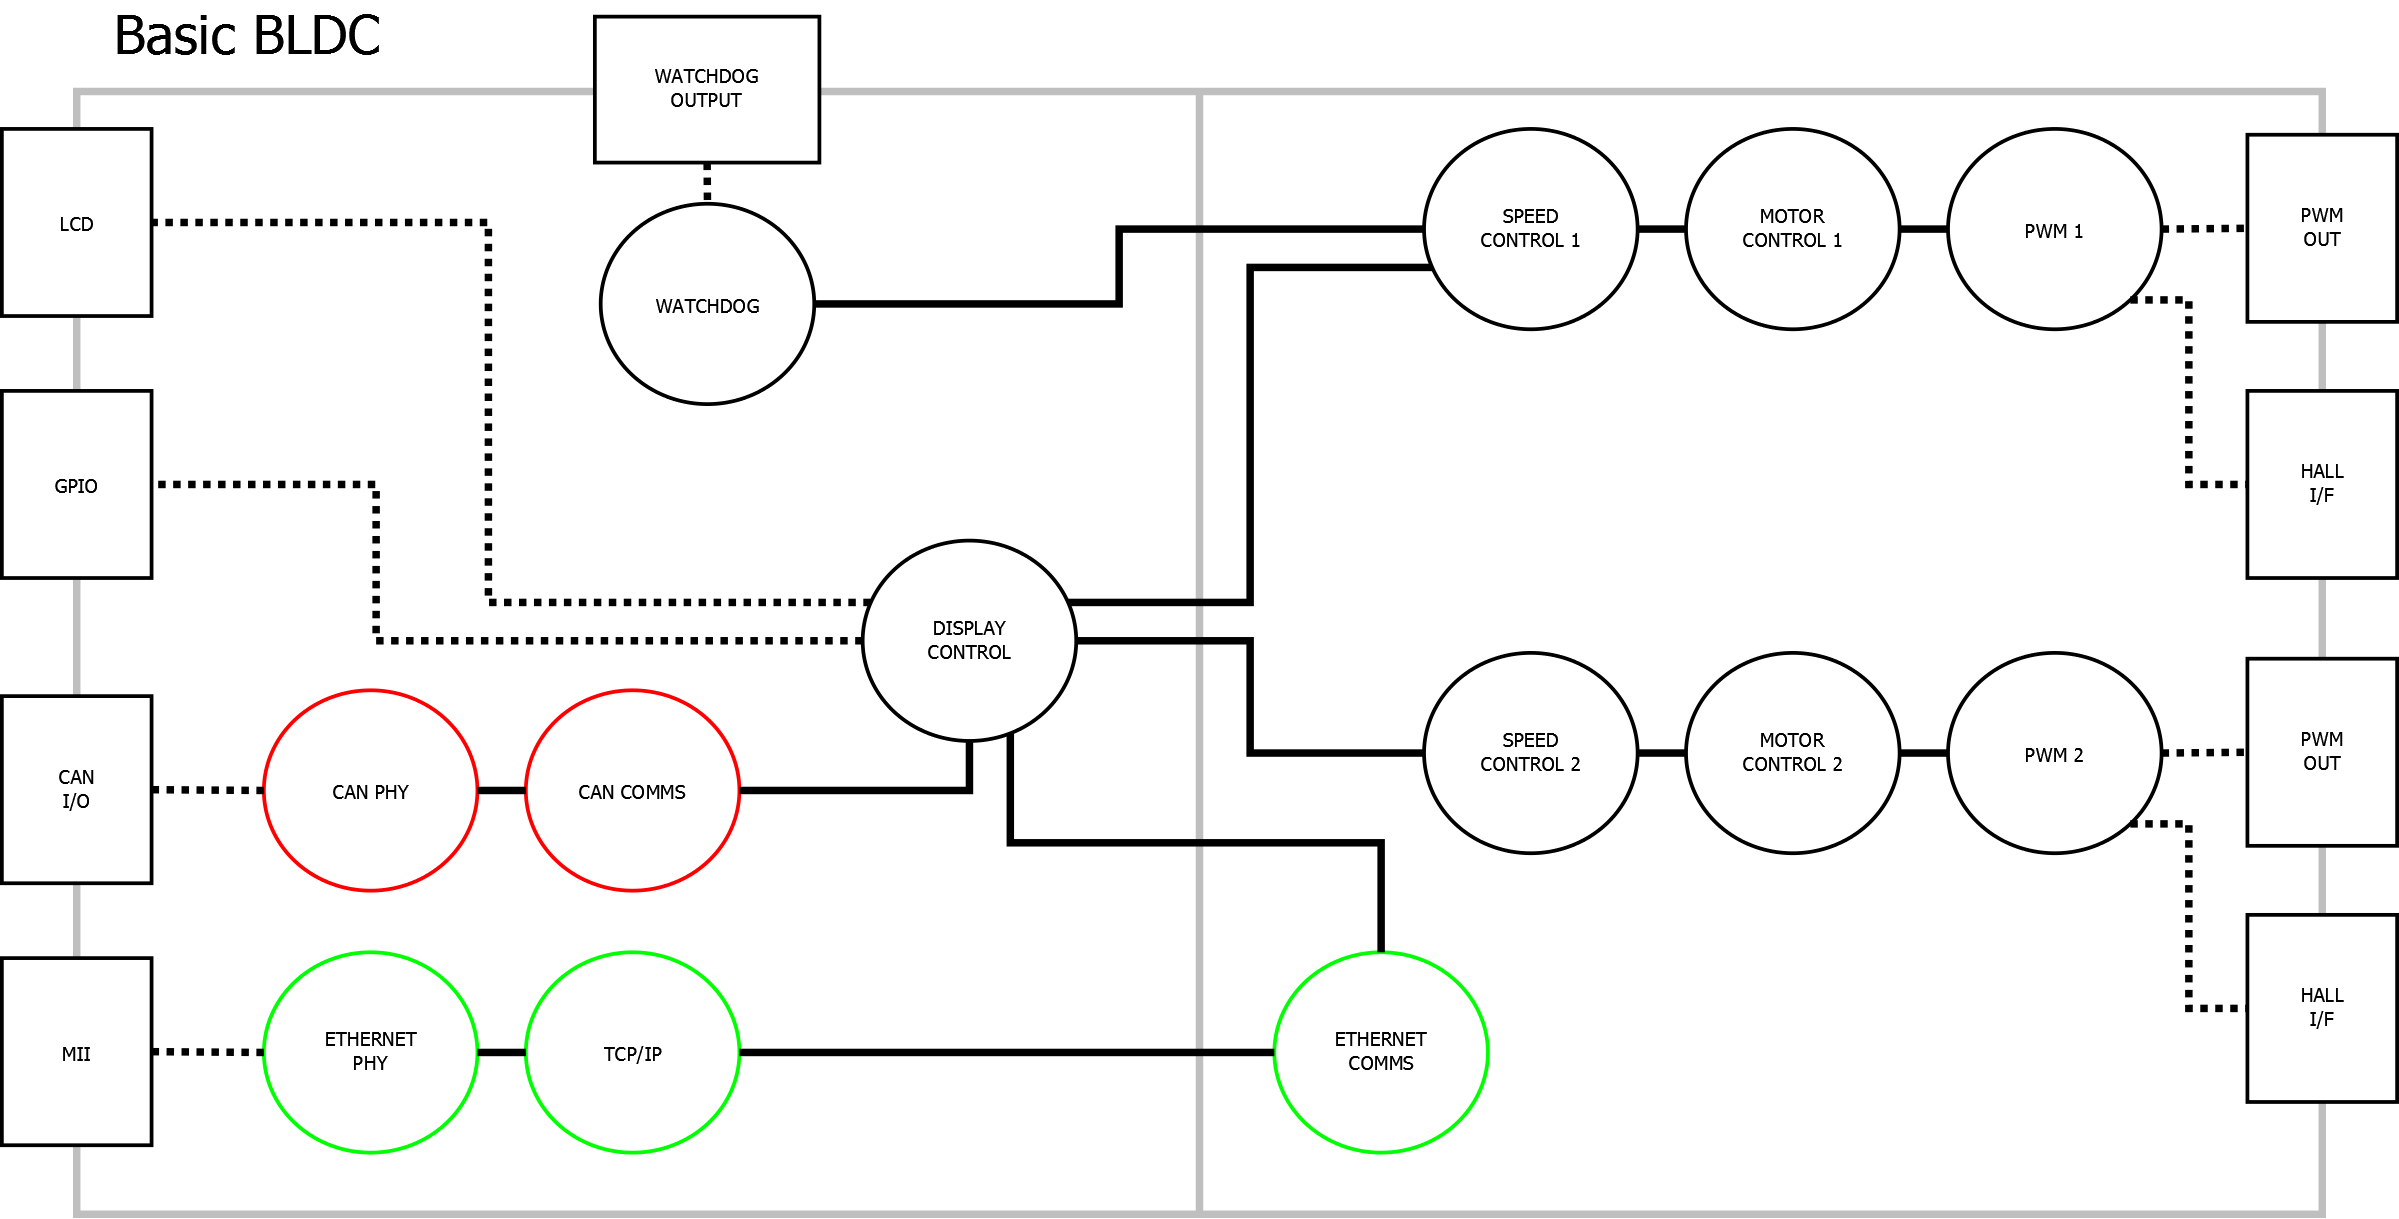 Basic BLDC
WATCHDOG
OUTPUT
LCD
WATCHDOG
SPEED
CONTROL 1
MOTOR
CONTROL 1
PWM 1
PWM
OUT
GPIO
HALL
I/F
DISPLAY
CONTROL
SPEED
CONTROL 2
MOTOR
CONTROL 2
PWM 2
PWM
OUT
CAN
I/O
CAN PHY
CAN COMMS
HALL
I/F
MII
ETHERNET
PHY
TCP/IP
ETHERNET
COMMS